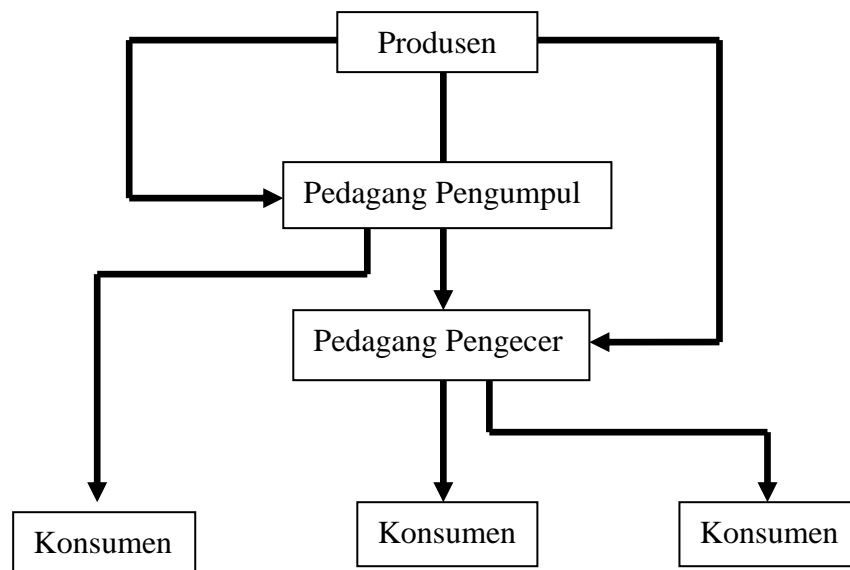 Produsen
Pedagang Pengumpul
Pedagang Pengecer
Konsumen
Konsumen
Konsumen